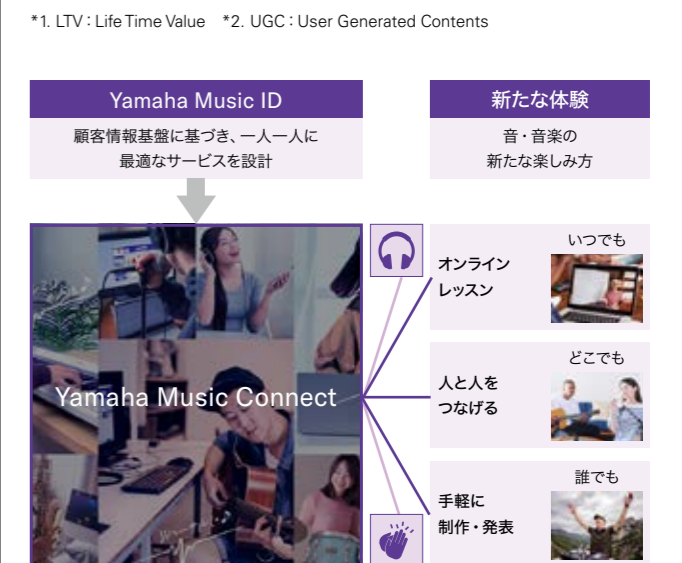 *1. LTV：Life Time Value　*2. UGC：User Generated Contents
Yamaha Music ID
顧客情報基盤に基づき、一人一人に
最適なサービスを設計
新たな体験
音・音楽の
新たな楽しみ方
Yamaha Music Connect
いつでも
オンライン
レッスン
どこでも
人と人を
つなげる
誰でも
手軽に
制作・発表